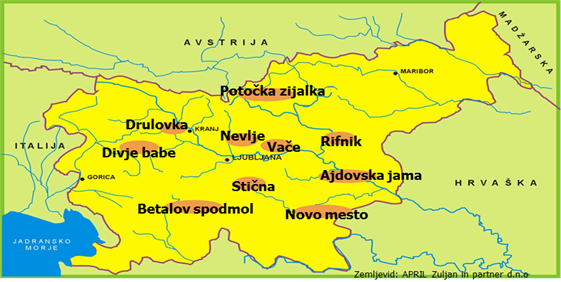 AVSTRIJA
MADŽARSKA
MARIBOR
Potočka zijalka
Drulovka
KRANJ
Nevlje
Vače
Rifnik
ITALIJA
Divje babe
LJUBLJANA
GORICA
Stična
Ajdovska jama
HRVAŠKA
Betalov spodmol
Novo mesto
JADRANSKO
MORJE
Zemljevid: APRIL Zuljan in partner d.n.o